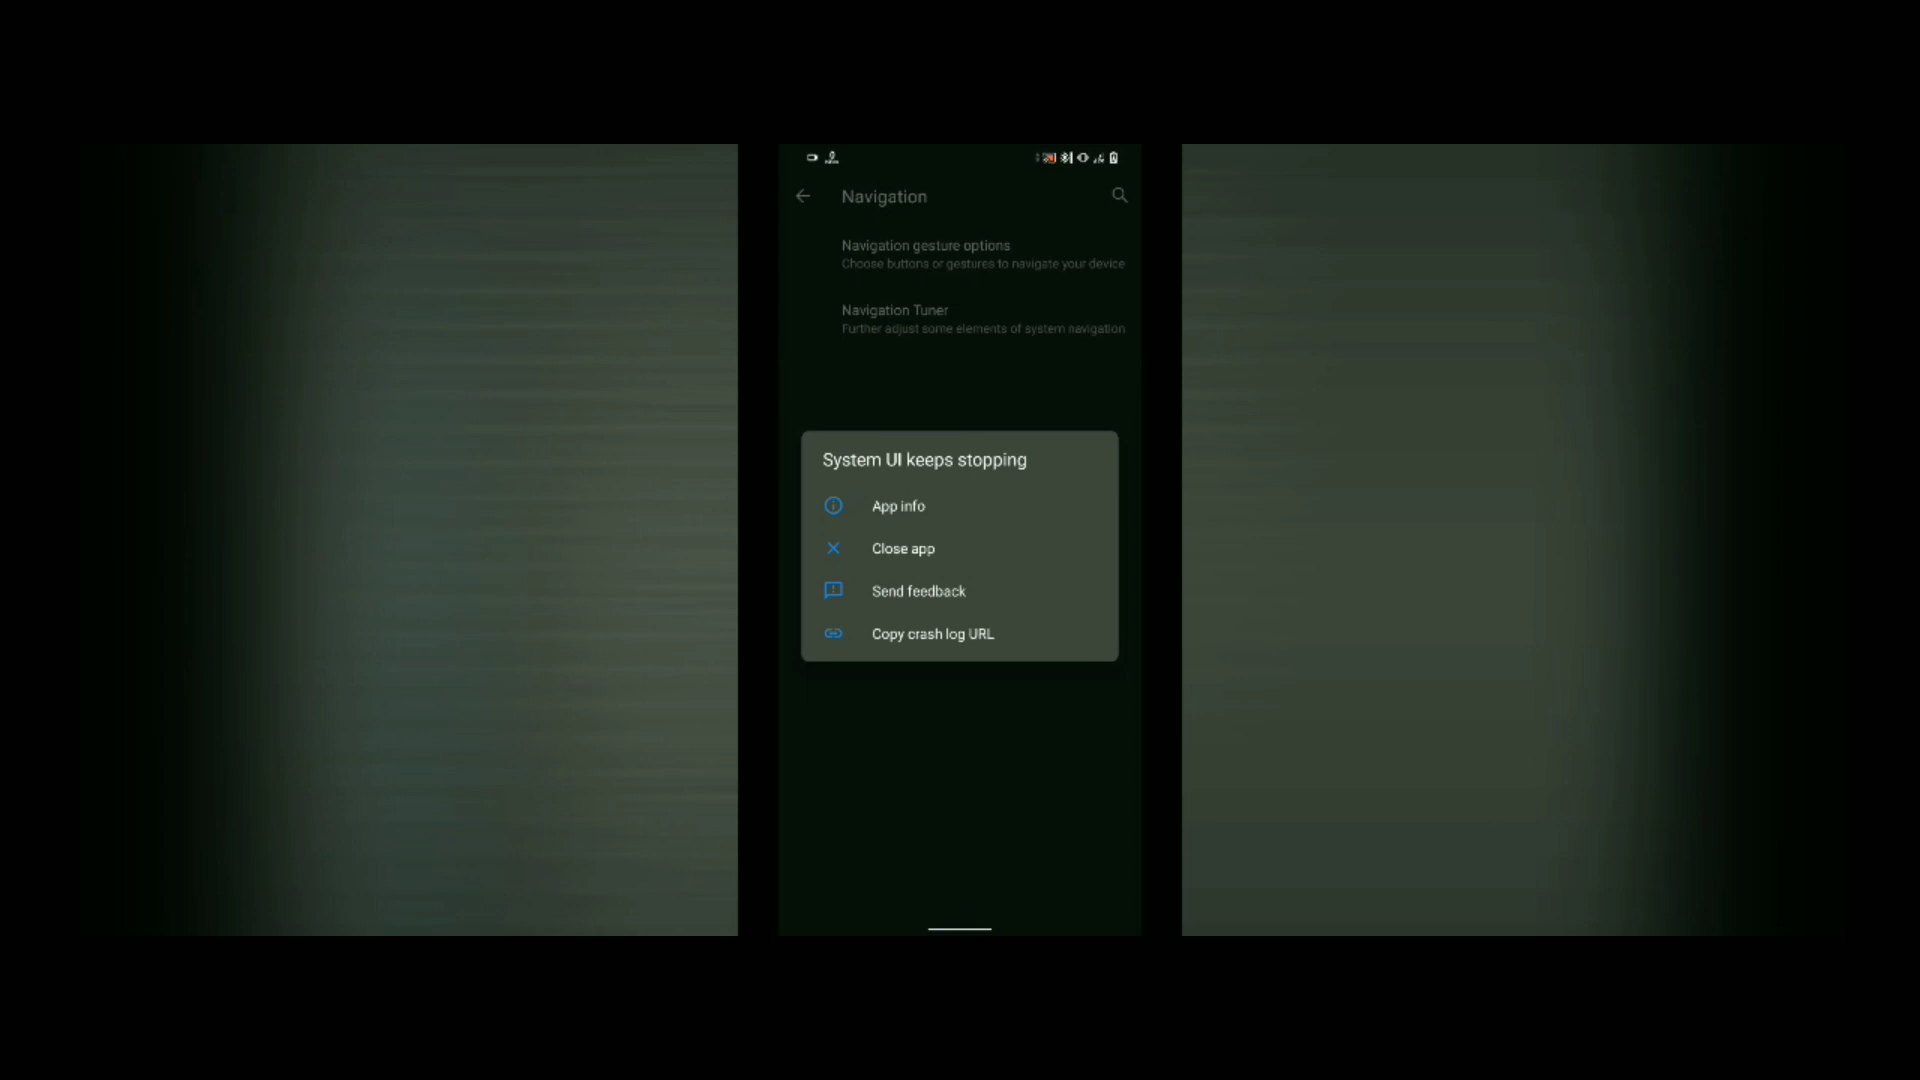 Navigation
Navigation gesture options
Choose buttons or gestures to navigate your device
Navigation Tuner
Further adjust some elements of system navigation
System UI keeps stopping
App info
Close app
Send feedback
Copy crash log URL